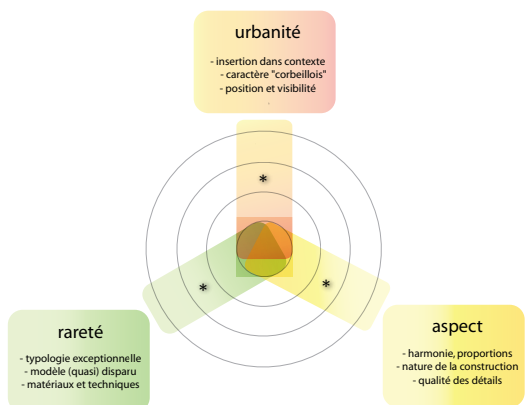 urbanité
- insertion dans contexte
- caractère "corbeillois"
- position et visibilité
-
*
*
*
rareté
- typologie exceptionnelle
- modèle (quasi) disparu
- matériaux et techniques
aspect
- harmonie, proportions
- nature de la construction
- qualité des détails